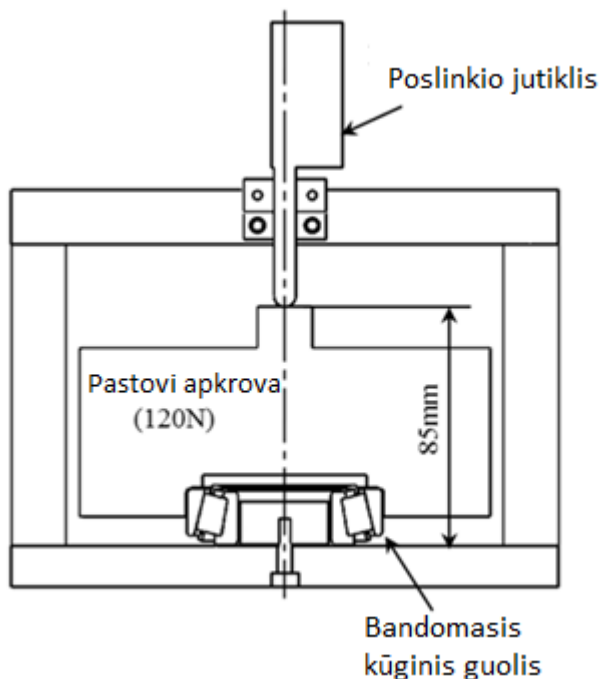 Poslinkio jutiklis
Pastovi apkrova
(120N)
85mm
Bandomasis
kūginis guolis